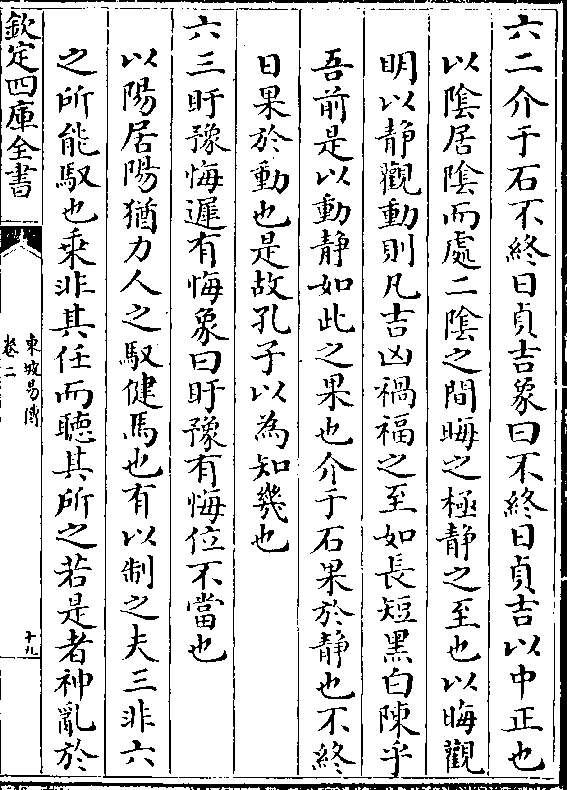 六二介于石不終日貞吉象曰不終日貞吉以中正也
以陰居陰而處二陰之間晦之極靜之至也以晦觀
明以静觀動則凡吉凶禍福之至如長短黑白陳乎
吾前是以動静如此之果也介于石果於静也不終
日果於動也是故孔子以為知幾也
六三盱豫悔遲有悔象曰盱豫有悔位不當也
以陽居陽猶力人之馭健馬也有以制之夫三非六
之所能馭也乗非其任而聽其所之若是者神亂於
欽定四庫全書
東坡易傳
卷二
十九